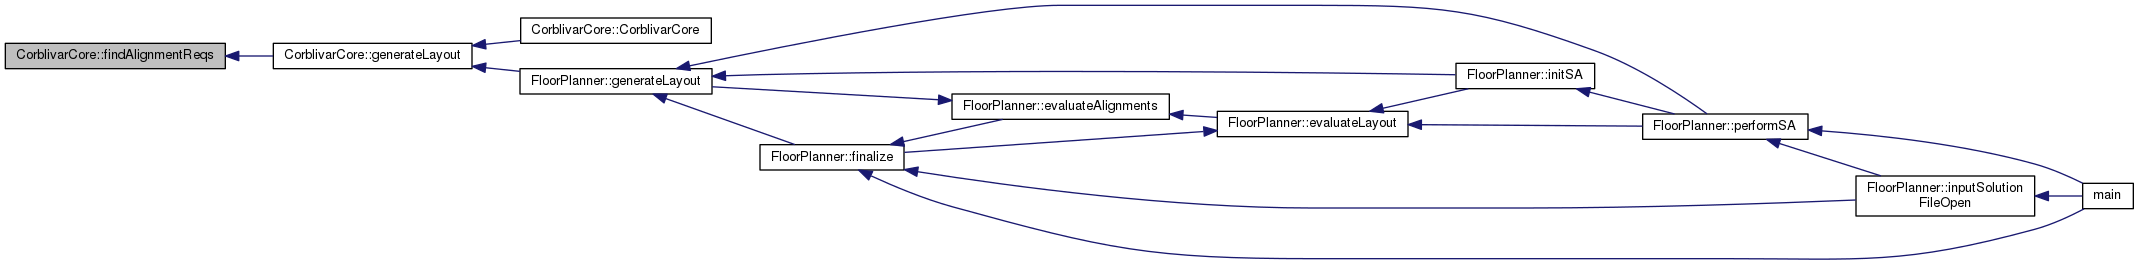 CorblivarCore::findAlignmentReqs
CorblivarCore::generateLayout
CorblivarCore::CorblivarCore
FloorPlanner::generateLayout
FloorPlanner::finalize
FloorPlanner::evaluateAlignments
FloorPlanner::evaluateLayout
FloorPlanner::initSA
FloorPlanner::performSA
FloorPlanner::inputSolution
FileOpen
main